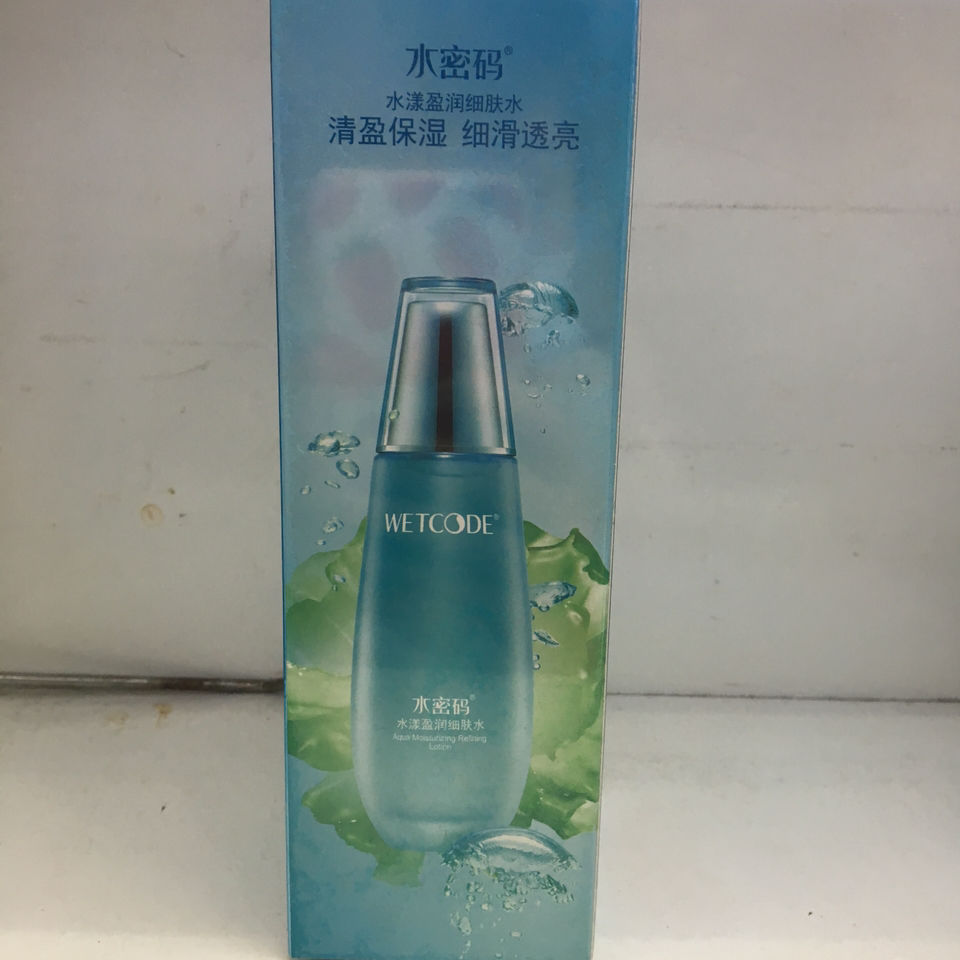 水密码®
水漾盈润细肤水
清盈保湿 细滑透亮
WETCODE®
水密码®
水漾盈润细肤水
Aqua Moisturizing Refining
Lotion